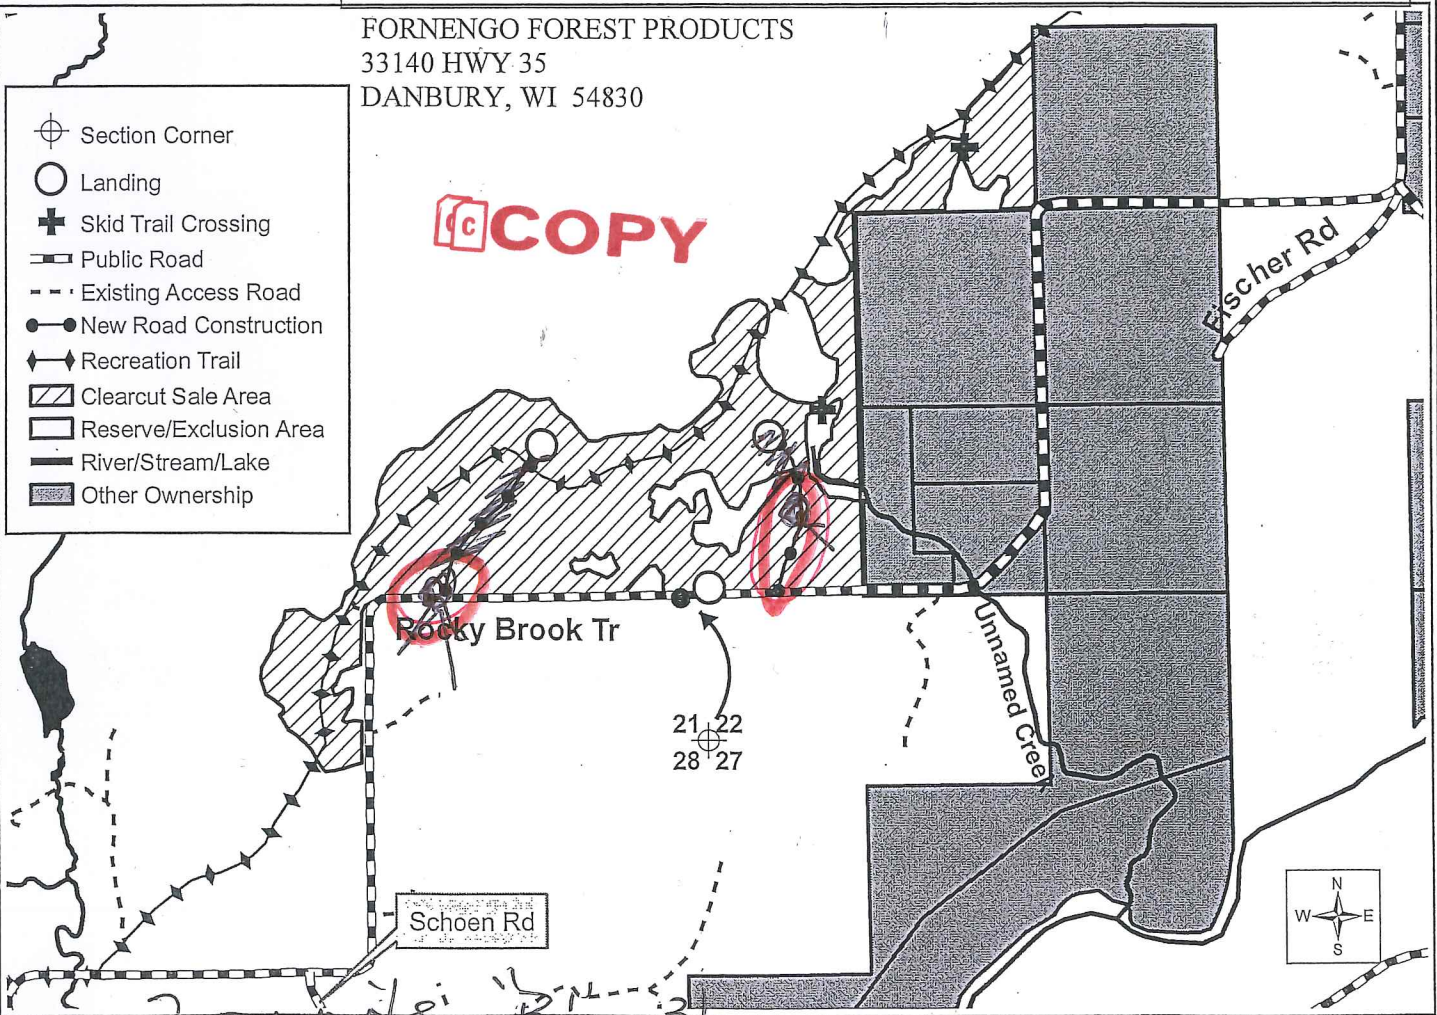 FORNENGO FOREST PRODUCTS
33140 HWY 35
DANBURY, WI  54830
Section Corner
Landing
Skid Trail Crossing
Public Road
Existing Access Road
New Road Construction
Recreation Trail
Clearcut Sale Area
Reserve/Exclusion Area
River/Stream/Lake
Other Ownership
COPY
Fischer Rd
Rocky Brook Tr
Unnamed Cree
21 22
28 27
Schoen Rd
N
W E
S